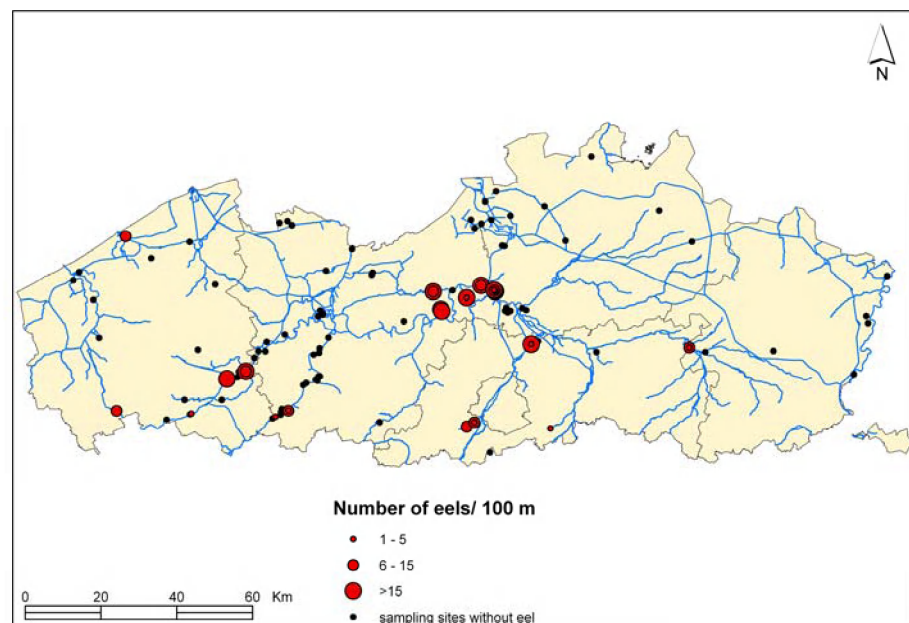 N
Number of eels/ 100 m
1 - 5
6 - 15
>15
sampling sites without eel
0 20 40 60 Km